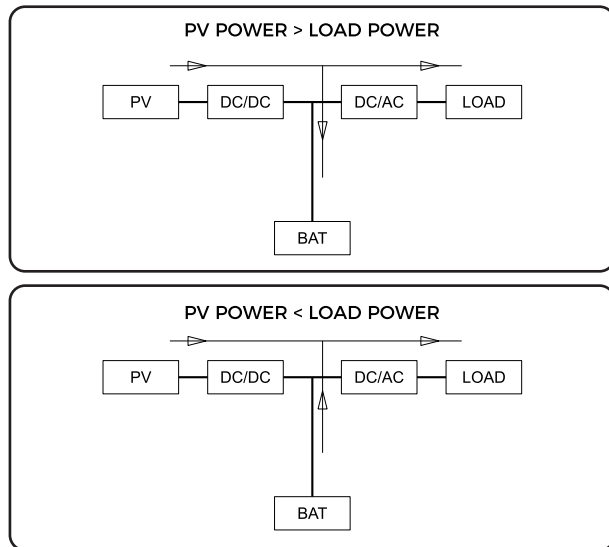 PV POWER > LOAD POWER
PV DC/DC DC/AC LOAD
BAT
PV POWER < LOAD POWER
PV DC/DC DC/AC LOAD
BAT